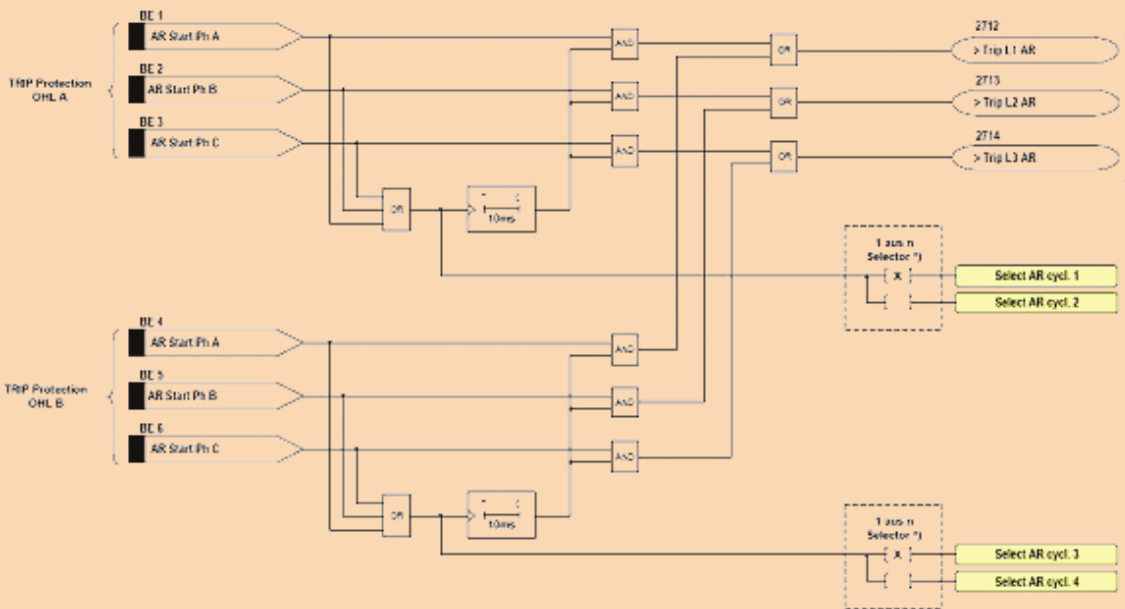 BE 1
AR Start Ph A
BE 2
AR Start Ph B
BE 3
AR Start Ph C
TRIP Protection
OHL A
AND
AND
AND
OR
OR
OR
2712
> Trip L1 AR
2713
> Trip L2 AR
2714
> Trip L3 AR
OR
10ms
1 aus n
Selector *)
X
Select AR cycl. 1
Select AR cycl. 2
BE 4
AR Start Ph A
BE 5
AR Start Ph B
BE 6
AR Start Ph C
TRIP Protection
OHL B
AND
AND
AND
OR
10ms
1 aus n
Selector *)
X
Select AR cycl. 3
Select AR cycl. 4